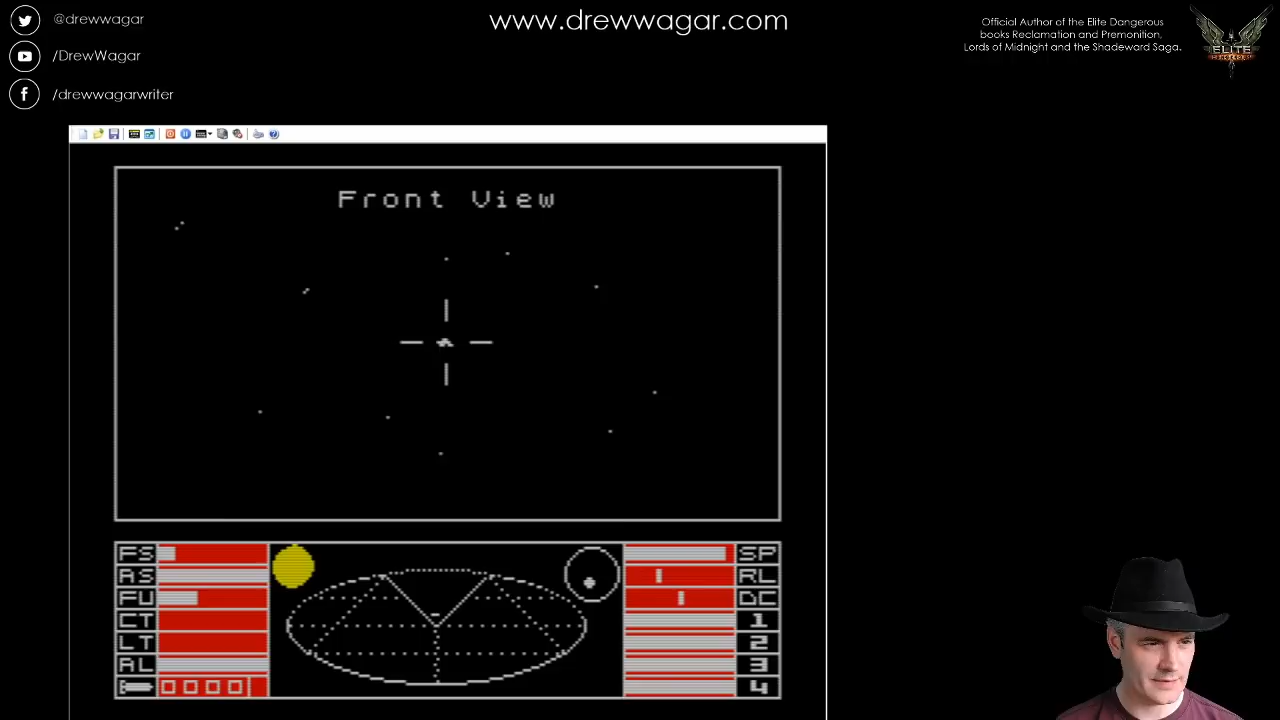 @drewwagar
/DrewWagar
/drewwagarwriter
www.drewwagar.com
Official Author of the Elite Dangerous
books Reclamation and Premonition,
Lords of Midnight and the Shadeward Saga.
ELITE
DANGEROUS
Front View
FS
AS
FU
CT
LT
AL
SP
RL
DC
1
2
3
4